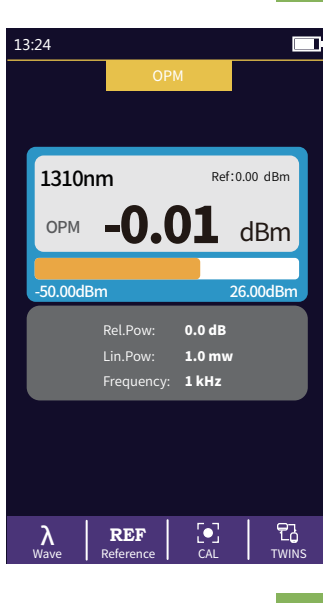 13:24
OPM
1310nm Ref:0.00 dBm
OPM -0.01 dBm
-50.00dBm 26.00dBm
Rel.Pow: 0.0 dB
Lin.Pow: 1.0 mw
Frequency: 1 kHz
λ REF
Wave Reference CAL TWINS